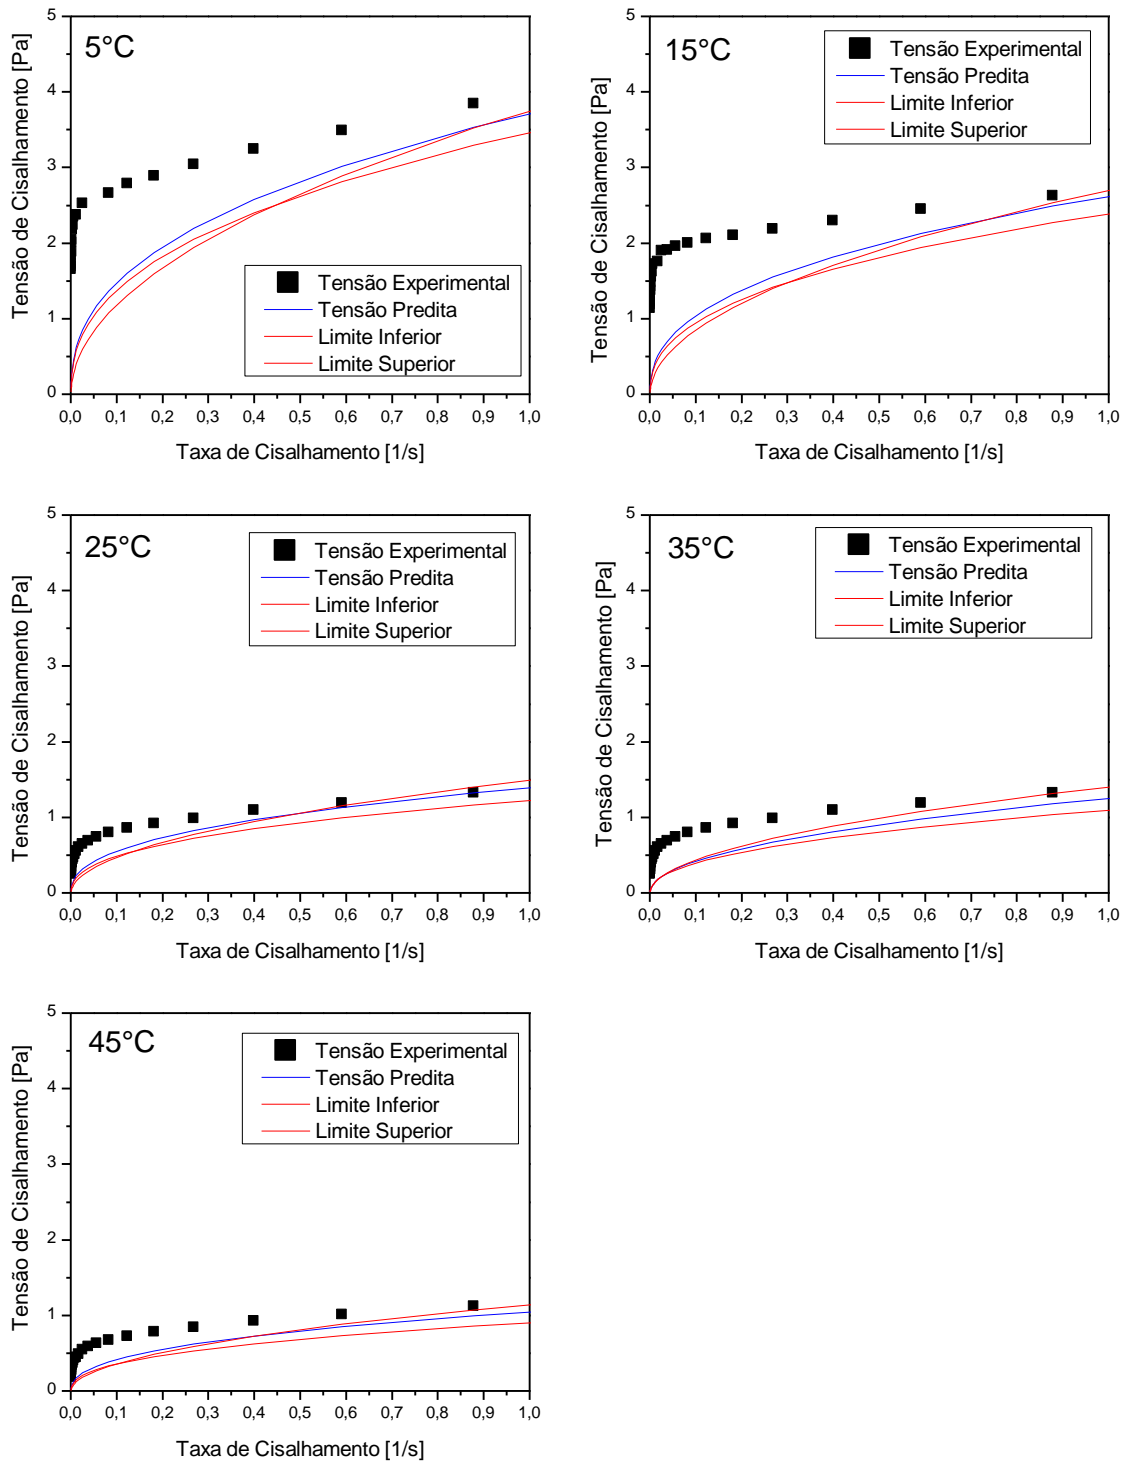 5°C
Tensão de Cisalhamento [Pa]
5
4
3
2
1
0
Tensão Experimental
Tensão Predita
Limite Inferior
Limite Superior
0,0 0,1 0,2 0,3 0,4 0,5 0,6 0,7 0,8 0,9 1,0
Taxa de Cisalhamento [1/s]
15°C
Tensão de Cisalhamento [Pa]
5
4
3
2
1
0
Tensão Experimental
Tensão Predita
Limite Inferior
Limite Superior
0,0 0,1 0,2 0,3 0,4 0,5 0,6 0,7 0,8 0,9 1,0
Taxa de Cisalhamento [1/s]
25°C
Tensão de Cisalhamento [Pa]
5
4
3
2
1
0
Tensão Experimental
Tensão Predita
Limite Inferior
Limite Superior
0,0 0,1 0,2 0,3 0,4 0,5 0,6 0,7 0,8 0,9 1,0
Taxa de Cisalhamento [1/s]
35°C
Tensão de Cisalhamento [Pa]
5
4
3
2
1
0
Tensão Experimental
Tensão Predita
Limite Inferior
Limite Superior
0,0 0,1 0,2 0,3 0,4 0,5 0,6 0,7 0,8 0,9 1,0
Taxa de Cisalhamento [1/s]
45°C
Tensão de Cisalhamento [Pa]
5
4
3
2
1
0
Tensão Experimental
Tensão Predita
Limite Inferior
Limite Superior
0,0 0,1 0,2 0,3 0,4 0,5 0,6 0,7 0,8 0,9 1,0
Taxa de Cisalhamento [1/s]